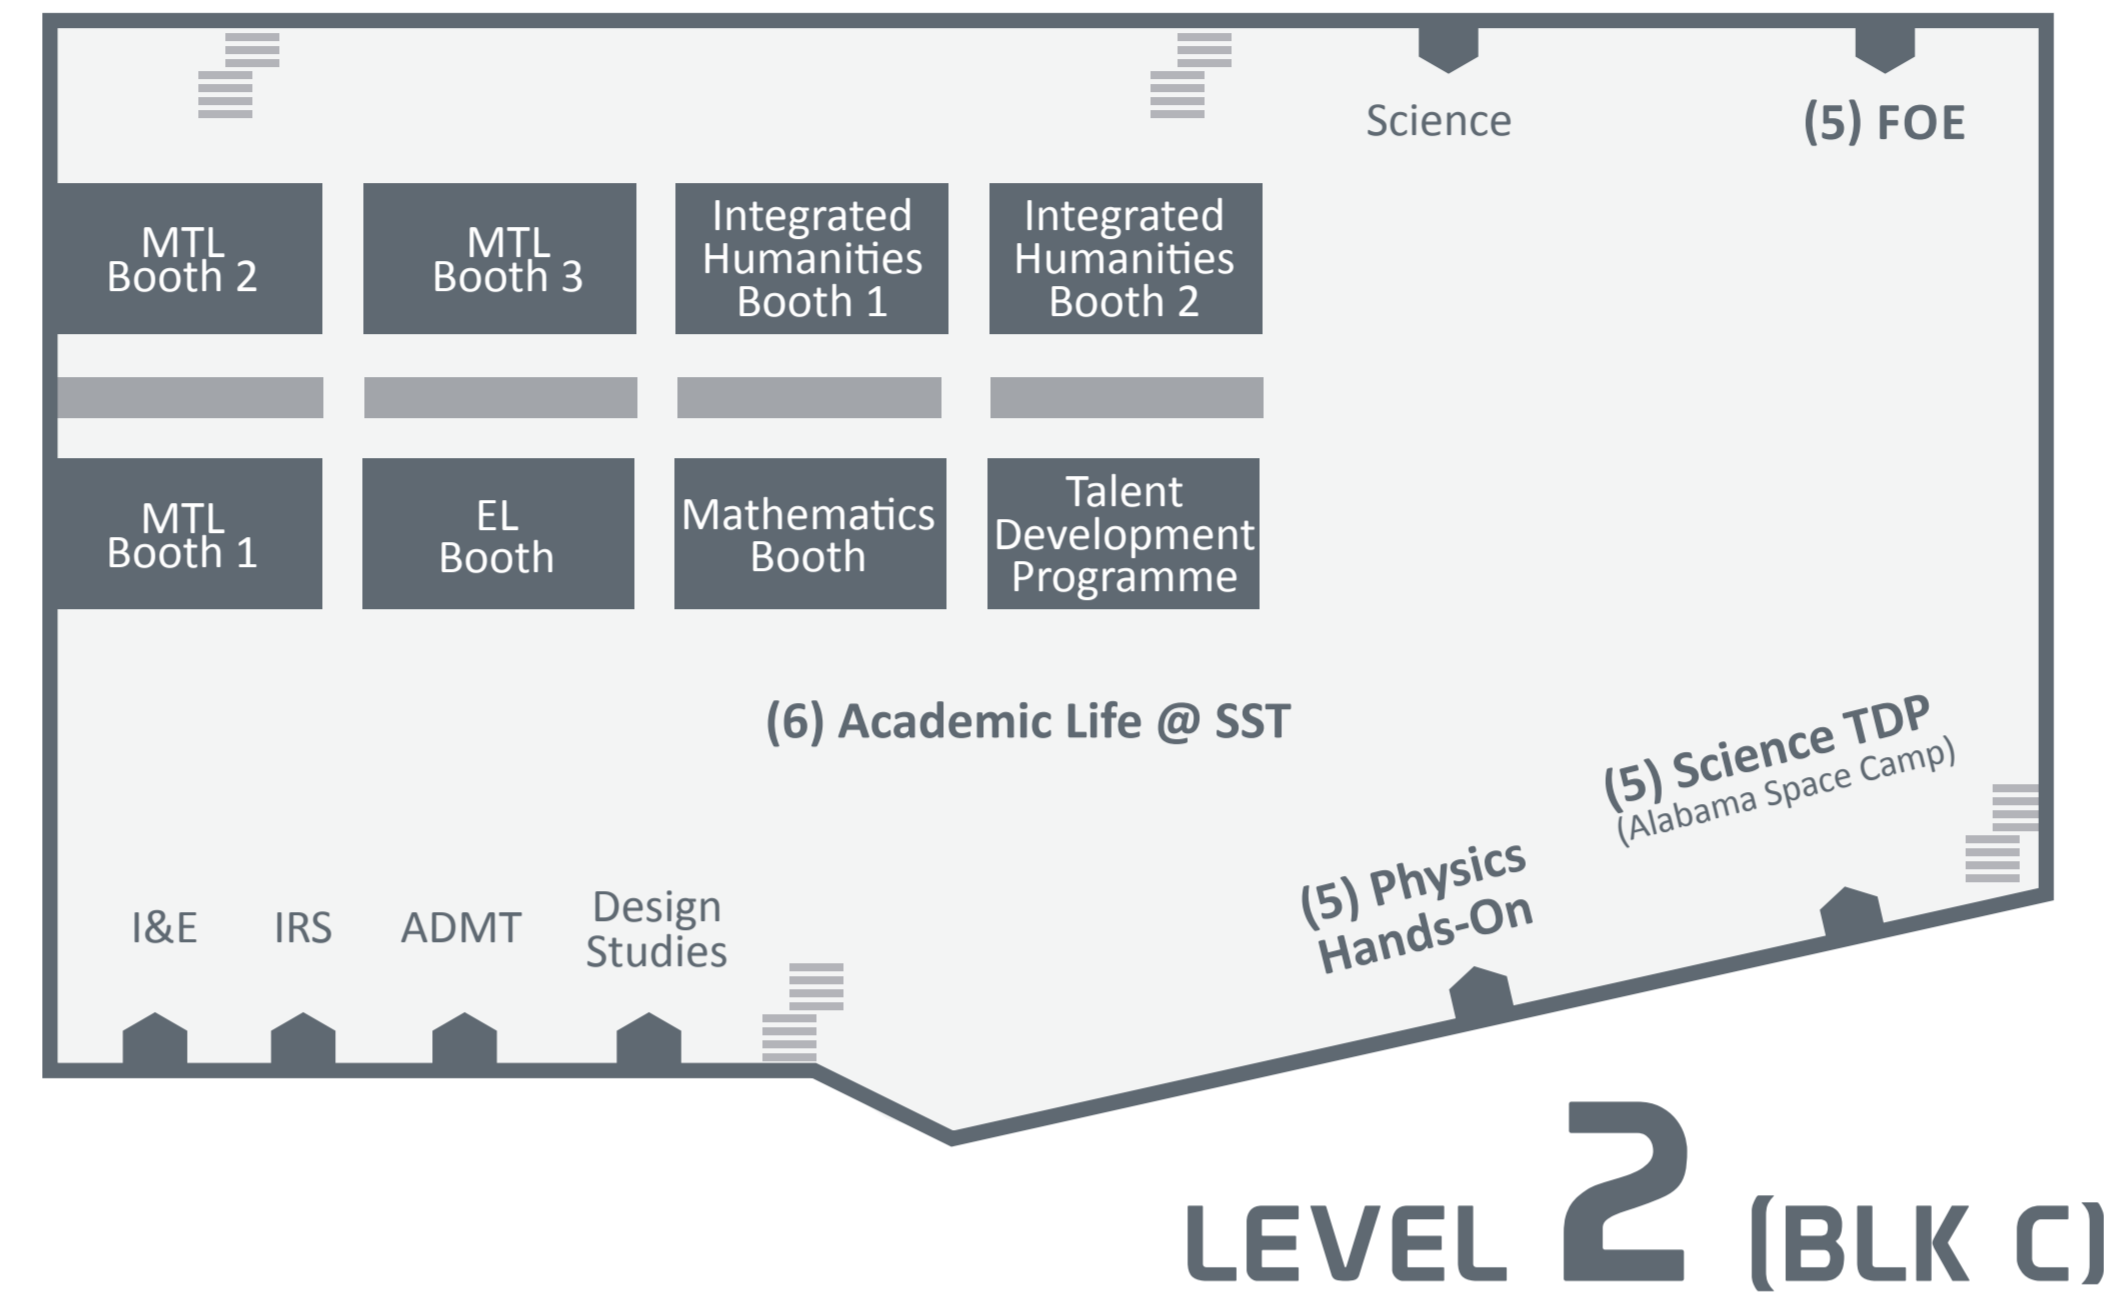 Science
(5) FOE
MTL
Booth 2
MTL
Booth 3
Integrated
Humanities
Booth 1
Integrated
Humanities
Booth 2
MTL
Booth 1
EL
Booth
Mathematics
Booth
Talent
Development
Programme
(6) Academic Life @ SST
(5) Science TDP
(Alabama Space Camp)
(5) Physics
Hands-On
I&E
IRS
ADMT
Design
Studies
LEVEL 2 (BLK C)